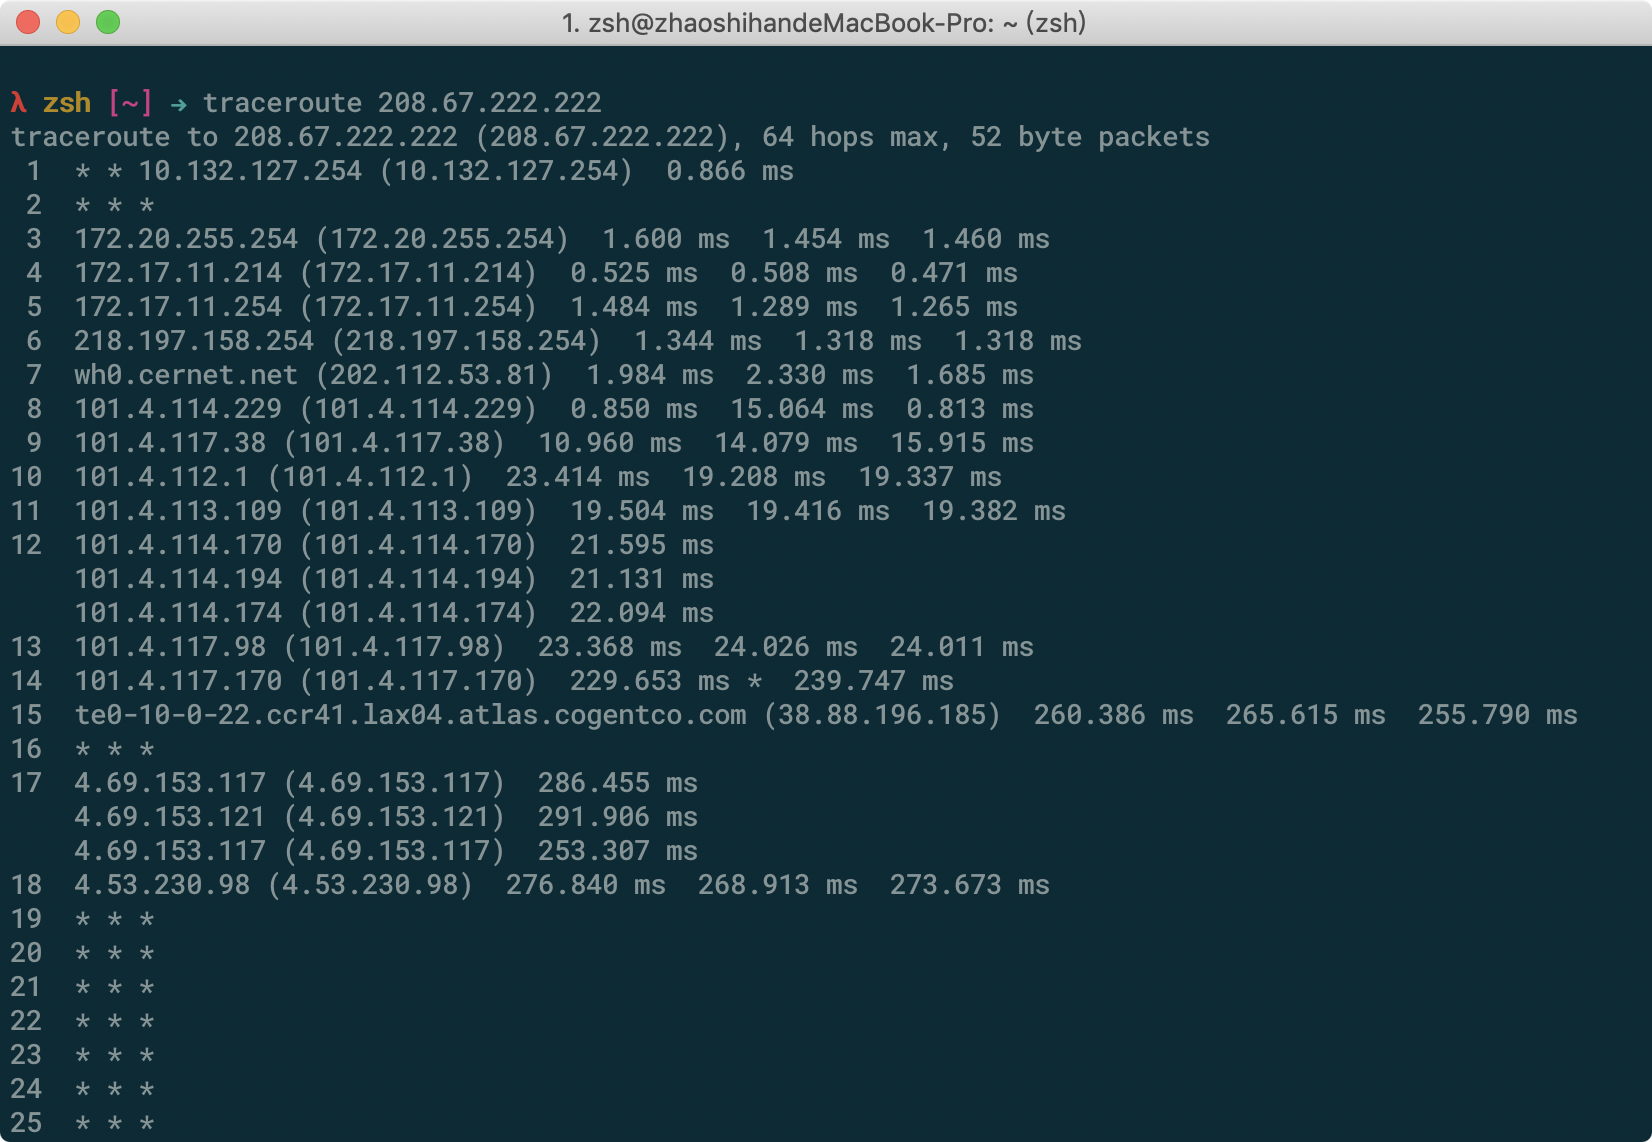 1. zsh@zhaoshihandeMacBook-Pro: ~ (zsh)
λ zsh [~] → traceroute 208.67.222.222
traceroute to 208.67.222.222 (208.67.222.222), 64 hops max, 52 byte packets
 1  * * 10.132.127.254 (10.132.127.254)  0.866 ms
 2  * * *
 3  172.20.255.254 (172.20.255.254)  1.600 ms  1.454 ms  1.460 ms
 4  172.17.11.214 (172.17.11.214)  0.525 ms  0.508 ms  0.471 ms
 5  172.17.11.254 (172.17.11.254)  1.484 ms  1.289 ms  1.265 ms
 6  218.197.158.254 (218.197.158.254)  1.344 ms  1.318 ms  1.318 ms
 7  wh0.cernet.net (202.112.53.81)  1.984 ms  2.330 ms  1.685 ms
 8  101.4.114.229 (101.4.114.229)  0.850 ms  15.064 ms  0.813 ms
 9  101.4.117.38 (101.4.117.38)  10.960 ms  14.079 ms  15.915 ms
10  101.4.112.1 (101.4.112.1)  23.414 ms  19.208 ms  19.337 ms
11  101.4.113.109 (101.4.113.109)  19.504 ms  19.416 ms  19.382 ms
12  101.4.114.170 (101.4.114.170)  21.595 ms
    101.4.114.194 (101.4.114.194)  21.131 ms
    101.4.114.174 (101.4.114.174)  22.094 ms
13  101.4.117.98 (101.4.117.98)  23.368 ms  24.026 ms  24.011 ms
14  101.4.117.170 (101.4.117.170)  229.653 ms *  239.747 ms
15  te0-10-0-22.ccr41.lax04.atlas.cogentco.com (38.88.196.185)  260.386 ms  265.615 ms  255.790 ms
16  * * *
17  4.69.153.117 (4.69.153.117)  286.455 ms
    4.69.153.121 (4.69.153.121)  291.906 ms
    4.69.153.117 (4.69.153.117)  253.307 ms
18  4.53.230.98 (4.53.230.98)  276.840 ms  268.913 ms  273.673 ms
19  * * *
20  * * *
21  * * *
22  * * *
23  * * *
24  * * *
25  * * *